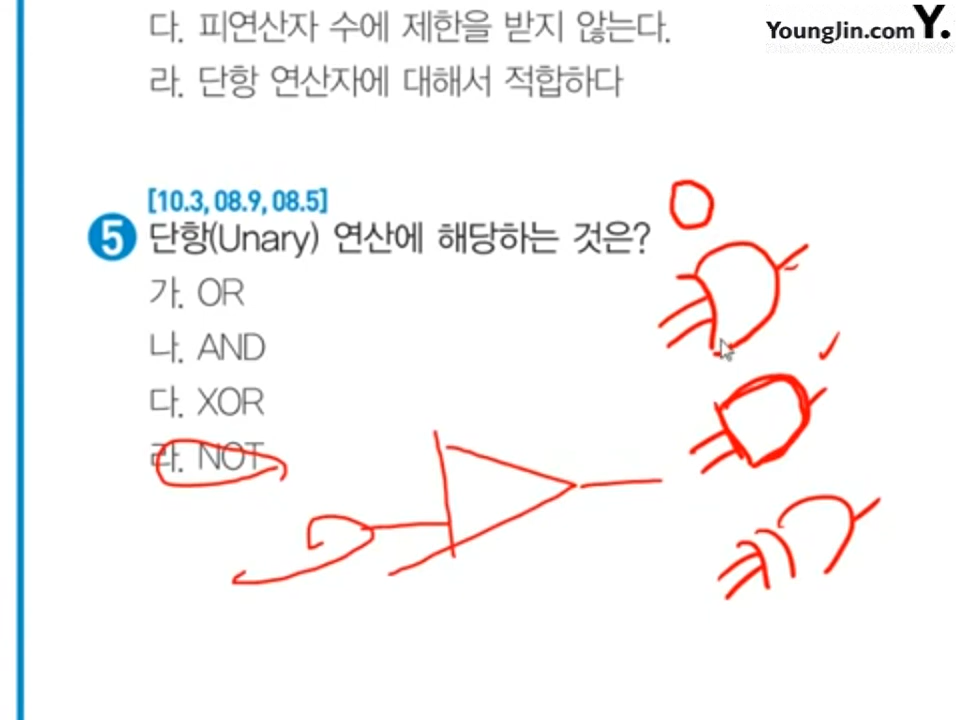 다. 피연산자 수에 제한을 받지 않는다.
YoungJin.com Y.
라. 단항 연산자에 대해서 적합하다
[10.3, 08.9, 08.5]
5 단항(Unary) 연산에 해당하는 것은?
가. OR
나. AND
다. XOR
라. NOT